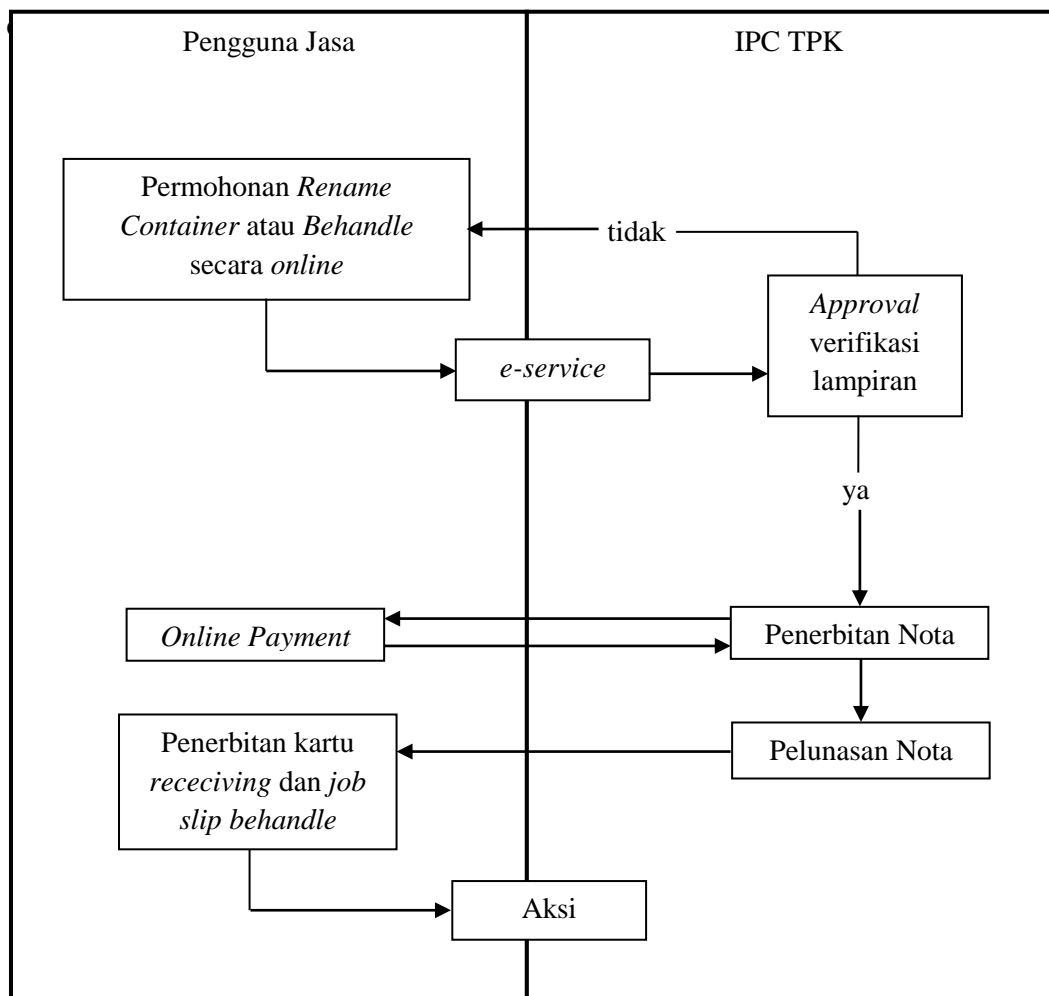 Pengguna Jasa
IPC TPK
Permohonan Rename
Container atau Behandle
secara online
tidak
Approval
verifikasi
lampiran
e-service
ya
Online Payment
Penerbitan Nota
Penerbitan kartu
receciving dan job
slip behandle
Pelunasan Nota
Aksi